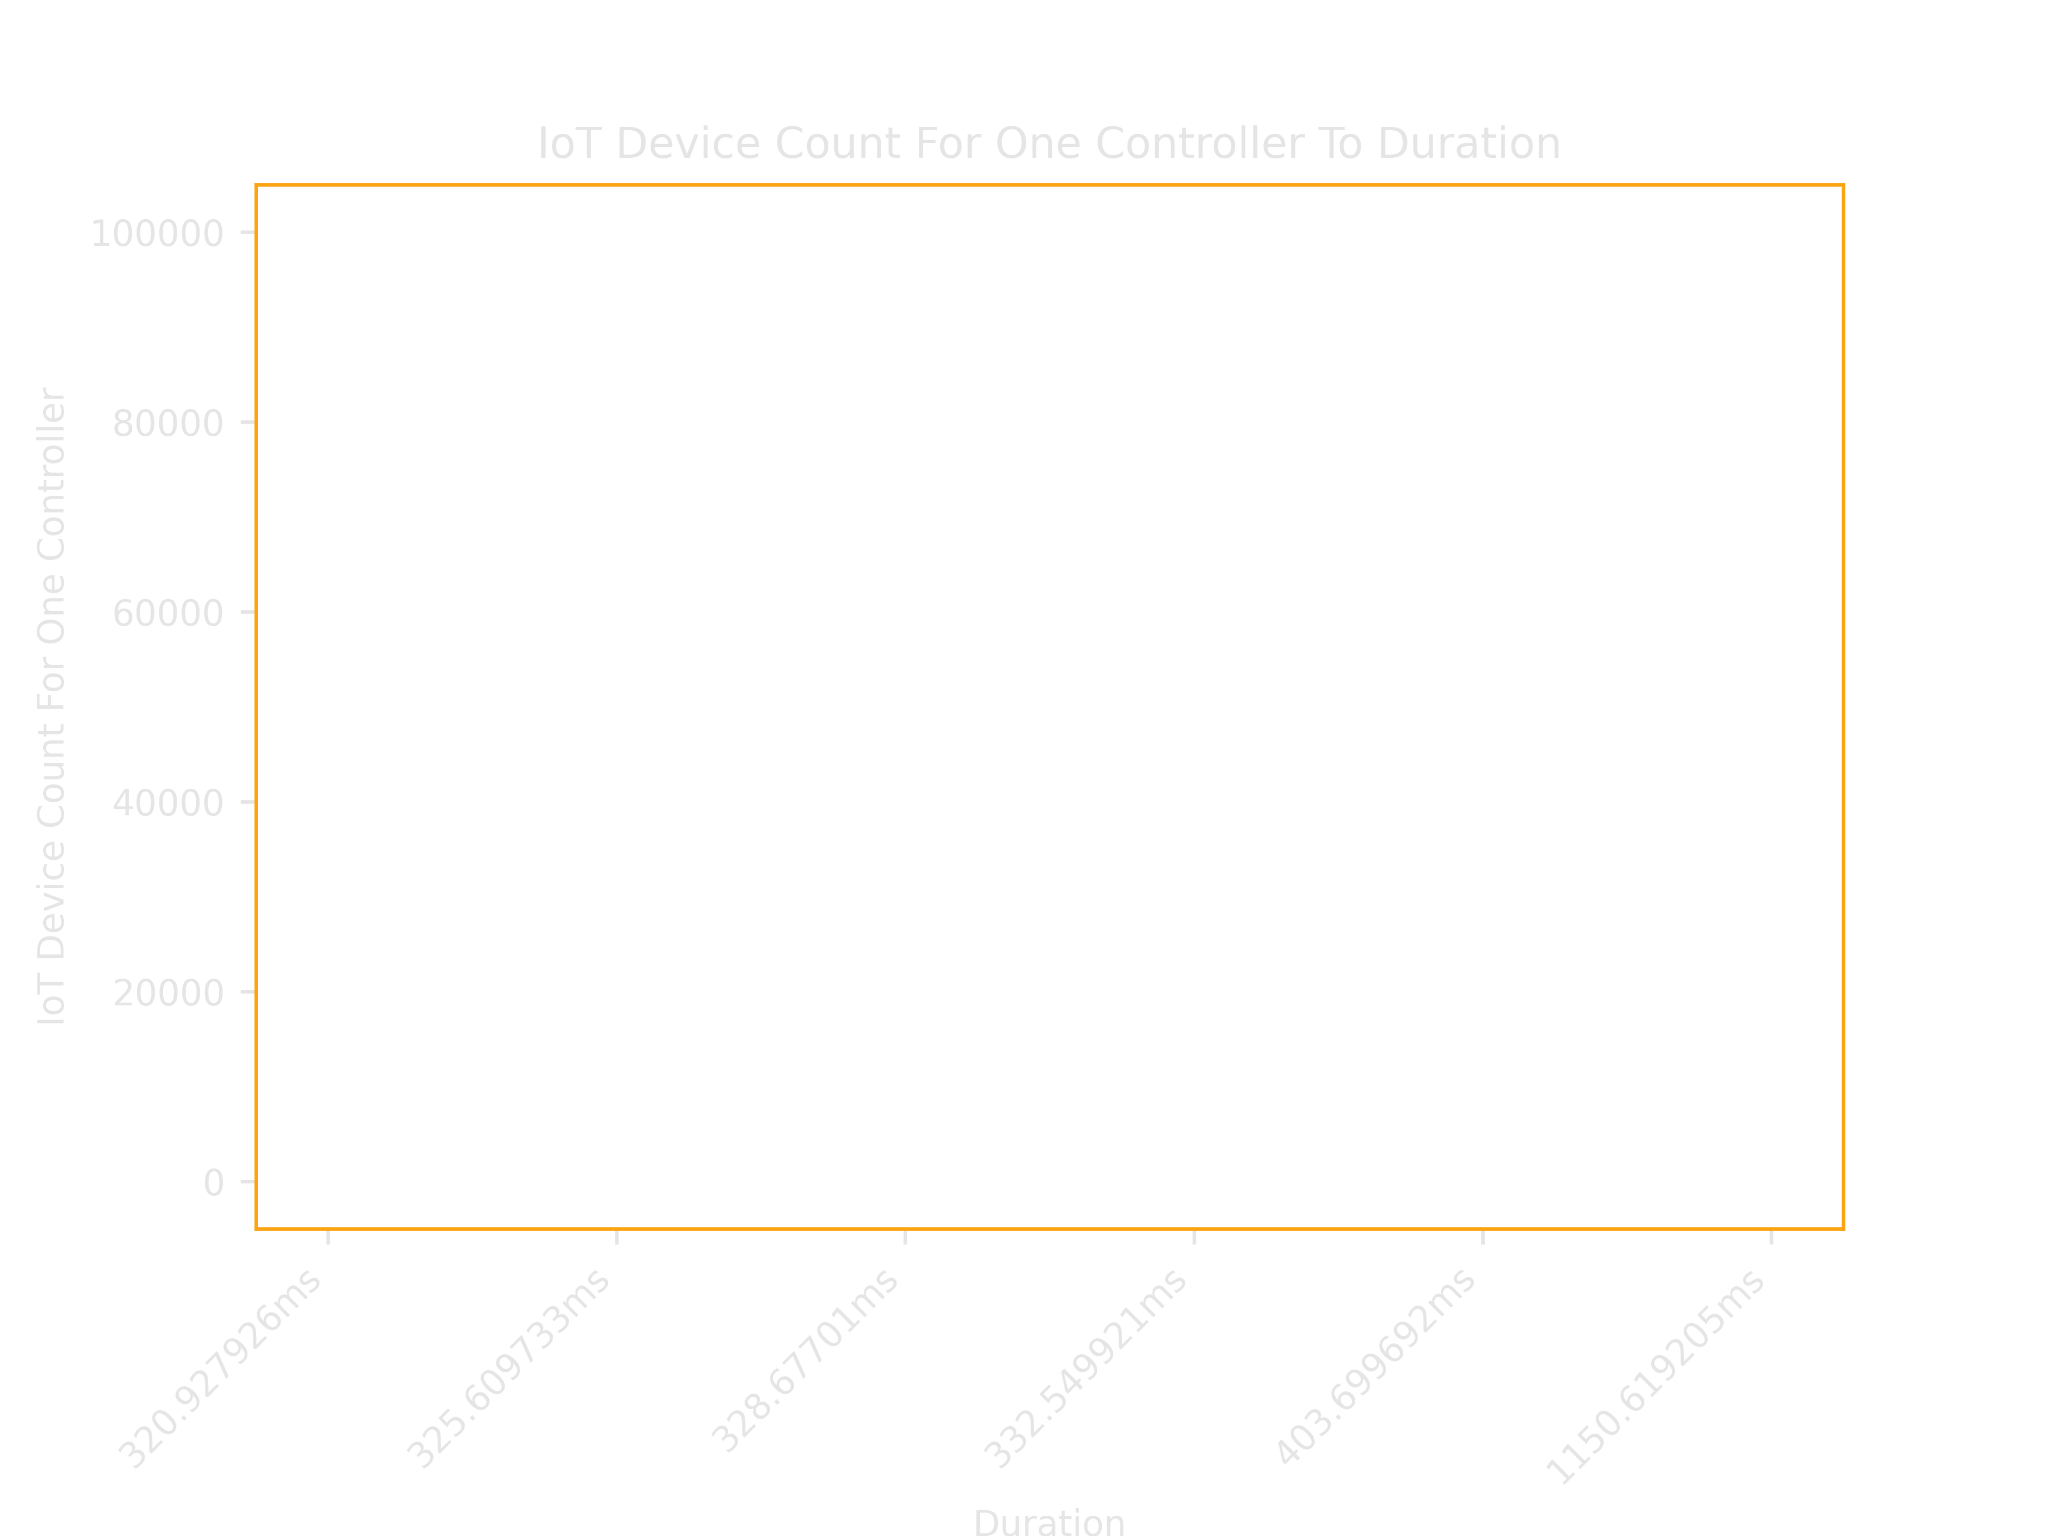 IoT Device Count For One Controller To Duration
IoT Device Count For One Controller
100000
80000
60000
40000
20000
0
320.927926ms
325.609733ms
328.67701ms
332.549921ms
403.699692ms
1150.619205ms
Duration